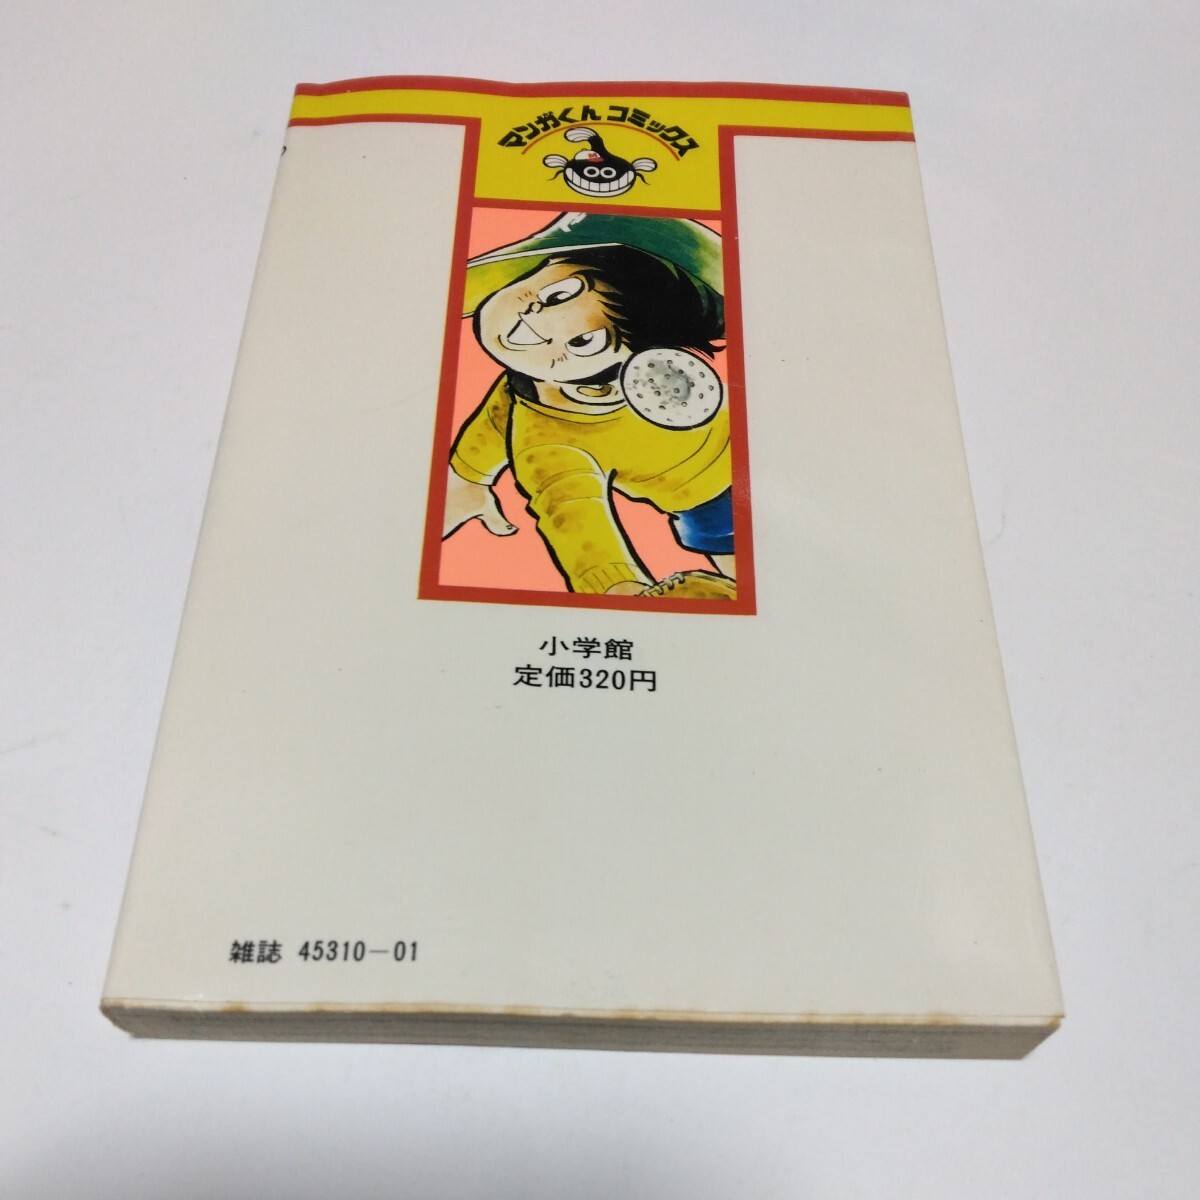 マンガくん コミックス
小学館
定価320円
雑誌 45310-01